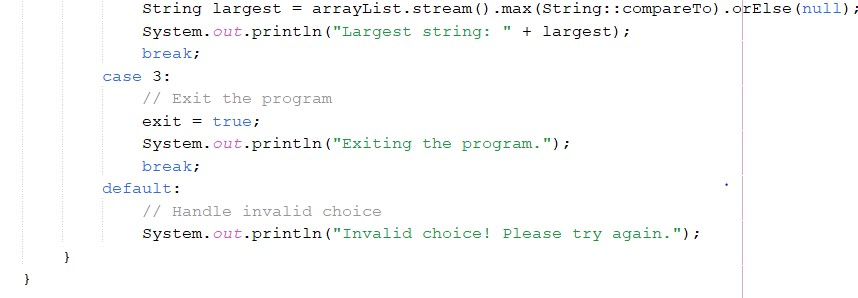 String largest = arrayList.stream().max(String::compareTo).orElse(null);
System.out.println("Largest string: " + largest);
break;
case 3:
// Exit the program
exit = true;
System.out.println("Exiting the program.");
break;
default:
// Handle invalid choice
System.out.println("Invalid choice! Please try again.");
}
}